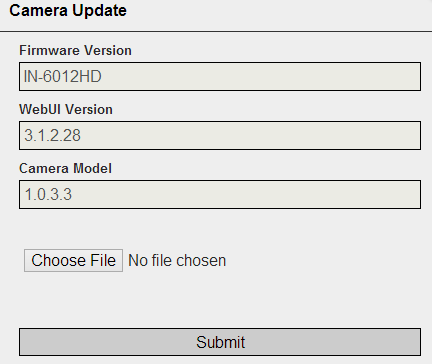 Camera Update
Firmware Version
IN-6012HD
WebUI Version
3.1.2.28
Camera Model
1.0.3.3
Choose File No file chosen
Submit